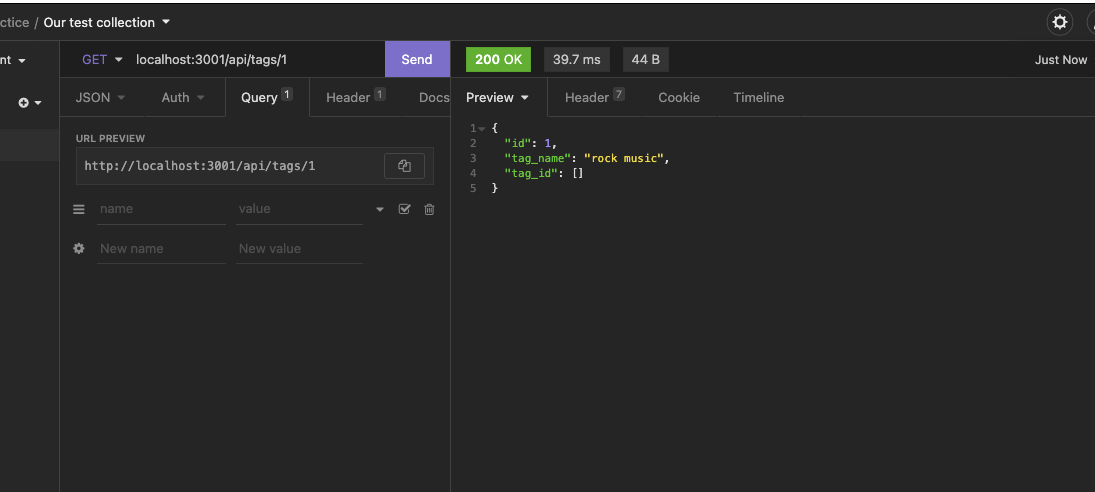 ctice / Our test collection
nt
GET localhost:3001/api/tags/1 Send
200 OK 39.7 ms 44 B Just Now
JSON Auth Query 1 Header 1 Docs
Preview Header 7 Cookie Timeline
URL PREVIEW
http://localhost:3001/api/tags/1
name value
New name New value
1 {
2 "id": 1,
3 "tag_name": "rock music",
4 "tag_id": []
5 }